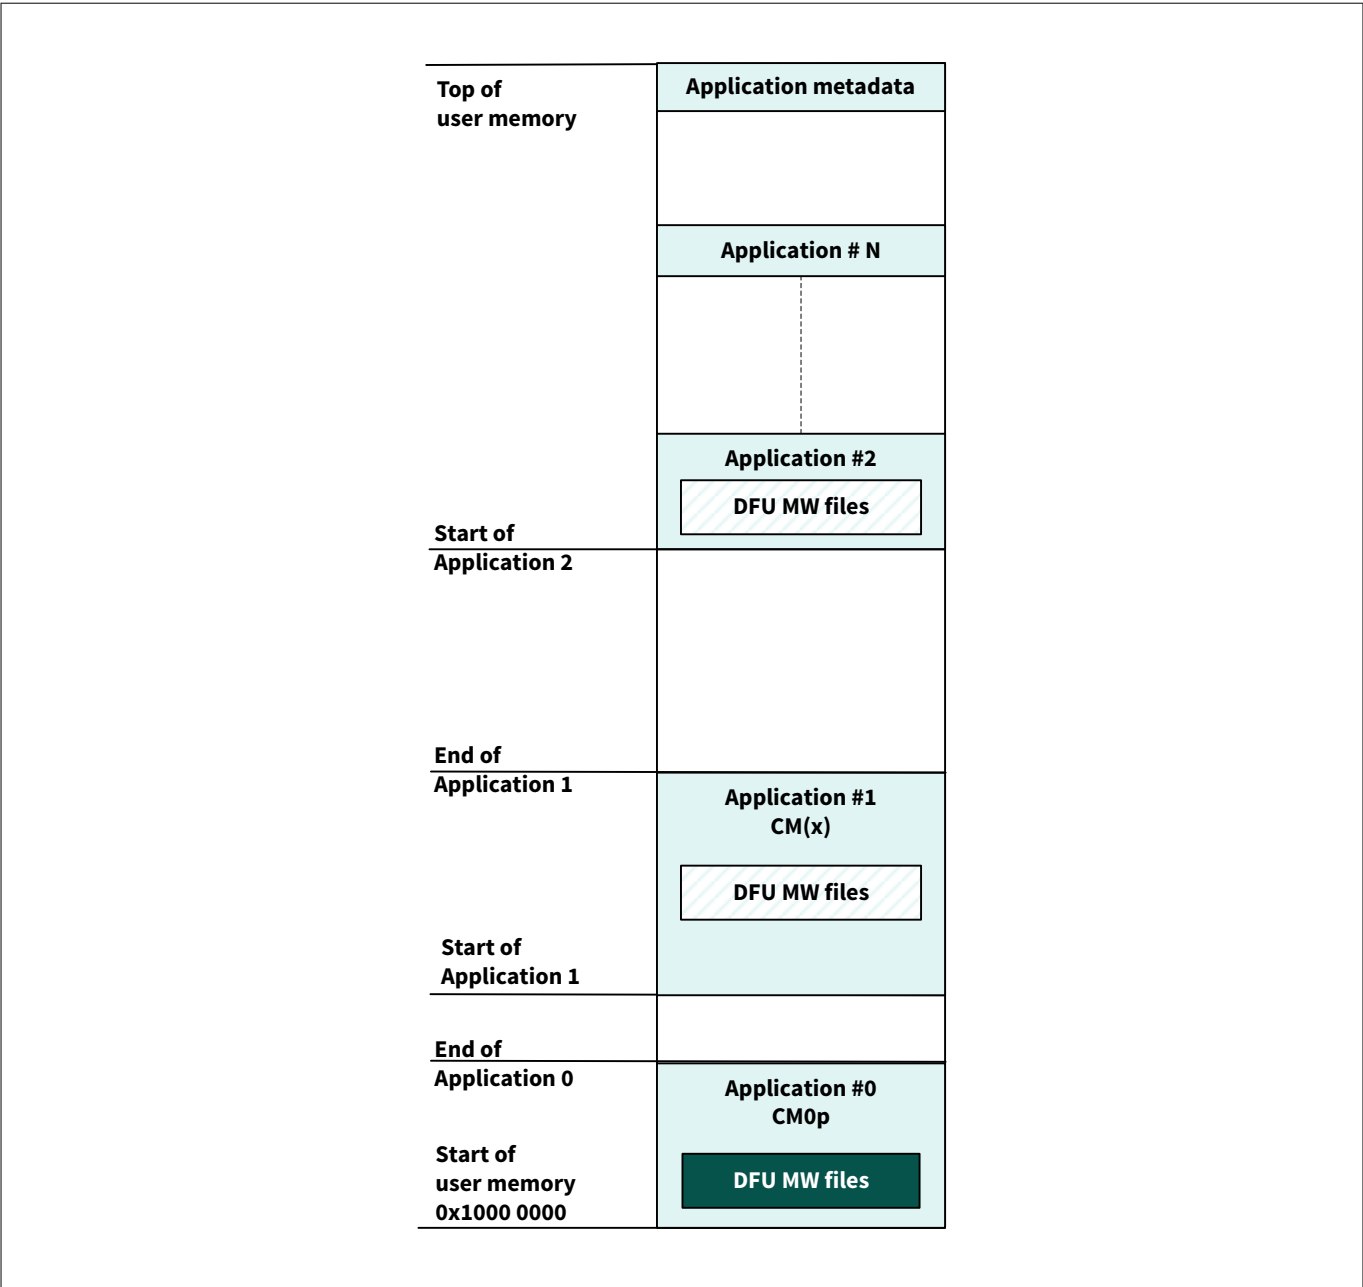 Top of
user memory
Application metadata
Application # N
Application #2
DFU MW files
Start of
Application 2
End of
Application 1
Application #1
CM(x)
DFU MW files
Start of
Application 1
End of
Application 0
Application #0
CM0p
Start of
user memory
0x1000 0000
DFU MW files